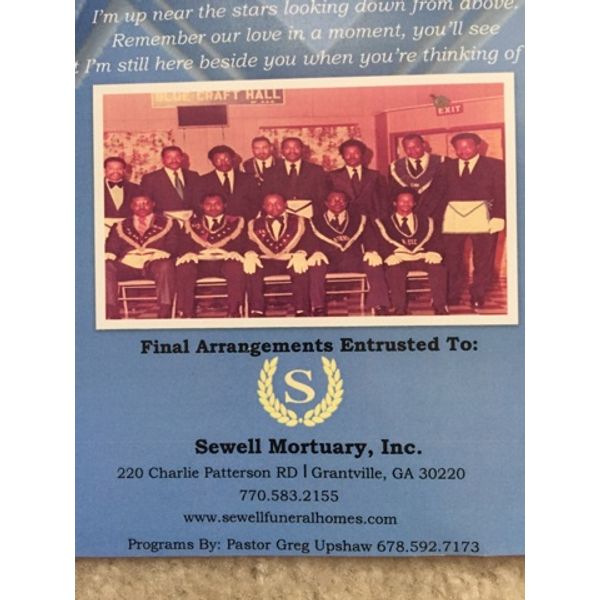 I'm up near the stars looking down from above.
Remember our love in a moment, you'll see
I'm still here beside you when you're thinking of
BLUE CRAFT HALL
EXIT
Final Arrangements Entrusted To:
S
Sewell Mortuary, Inc.
220 Charlie Patterson RD | Grantville, GA 30220
770.583.2155
www.sewellfuneralhomes.com
Programs By: Pastor Greg Upshaw 678.592.7173